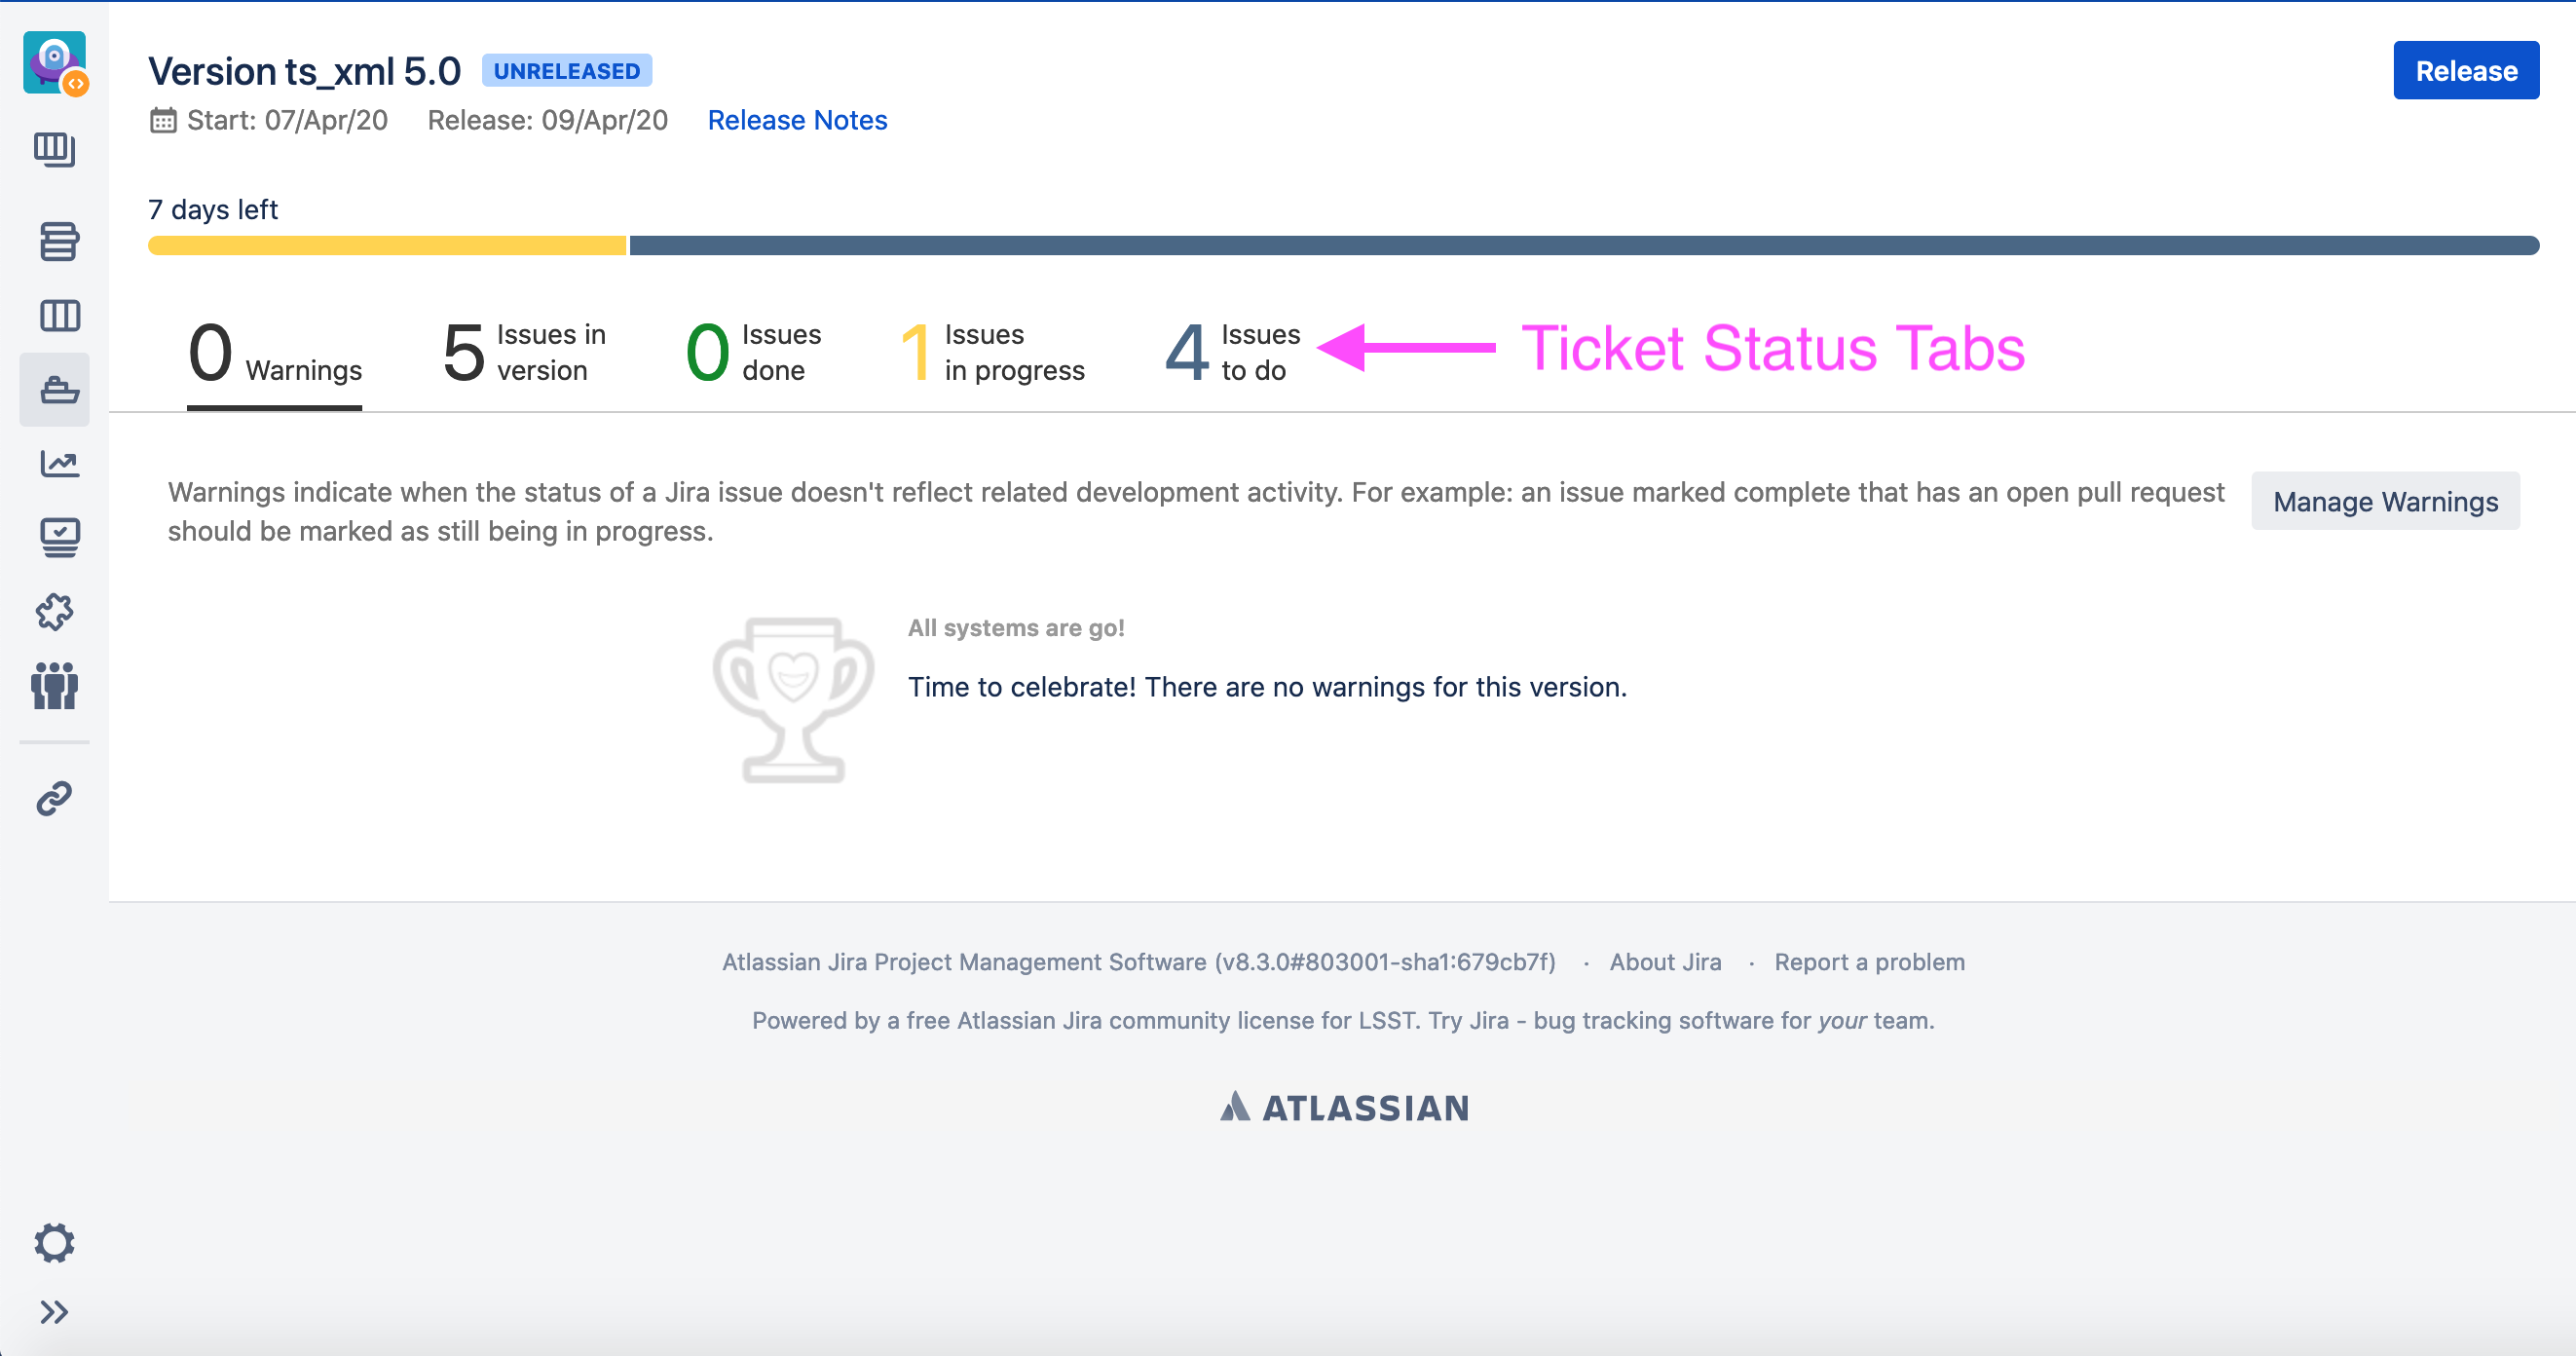 Version ts_xml 5.0 UNRELEASED
Release
Start: 07/Apr/20 Release: 09/Apr/20 Release Notes
7 days left
0 Warnings
5 Issues in version
0 Issues done
1 Issues in progress
4 Issues to do
Ticket Status Tabs
Warnings indicate when the status of a Jira issue doesn't reflect related development activity. For example: an issue marked complete that has an open pull request
should be marked as still being in progress.
Manage Warnings
All systems are go!
Time to celebrate! There are no warnings for this version.
Atlassian Jira Project Management Software (v8.3.0#803001-sha1:679cb7f) · About Jira · Report a problem
Powered by a free Atlassian Jira community license for LSST. Try Jira - bug tracking software for your team.
ATLASSIAN